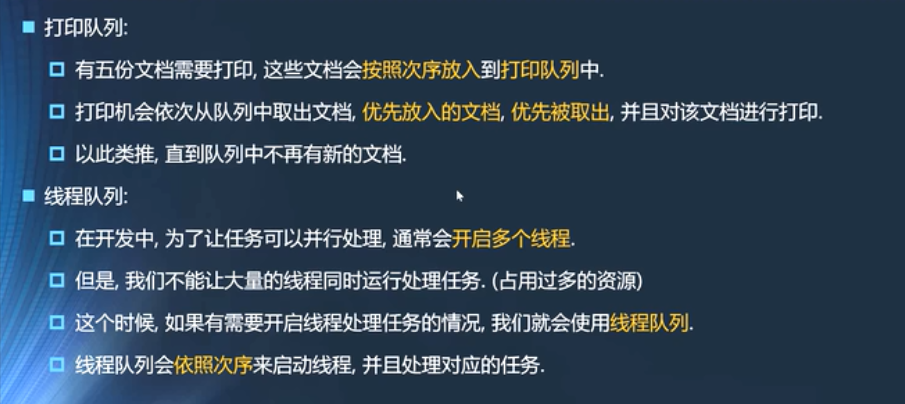 打印队列:
有五份文档需要打印, 这些文档会按照次序放入到打印队列中.
打印机会依次从队列中取出文档, 优先放入的文档, 优先被取出, 并且对该文档进行打印.
以此类推, 直到队列中不再有新的文档.
线程队列:
在开发中, 为了让任务可以并行处理, 通常会开启多个线程.
但是, 我们不能让大量的线程同时运行处理任务. (占用过多的资源)
这个时候, 如果有需要开启线程处理任务的情况, 我们就会使用线程队列.
线程队列会依照次序来启动线程, 并且处理对应的任务.